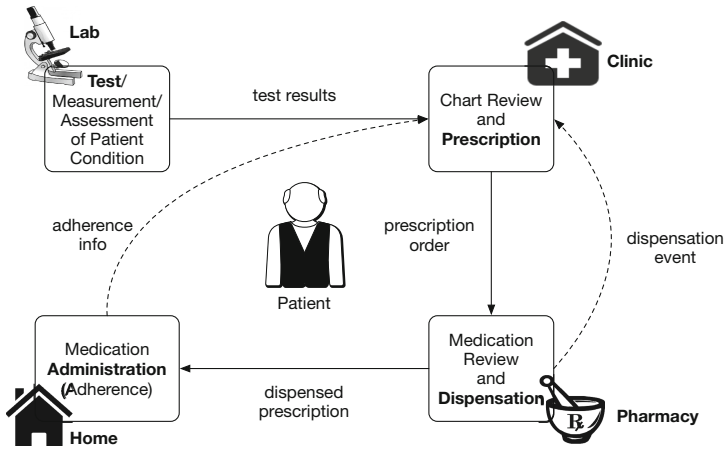 Lab
Test/
Measurement/
Assessment
of Patient
Condition
test results
Clinic
Chart Review
and
Prescription
adherence
info
Patient
prescription
order
dispensation
event
Medication
Administration
(Adherence)
Home
dispensed
prescription
Medication
Review
and
Dispensation
Rx
Pharmacy